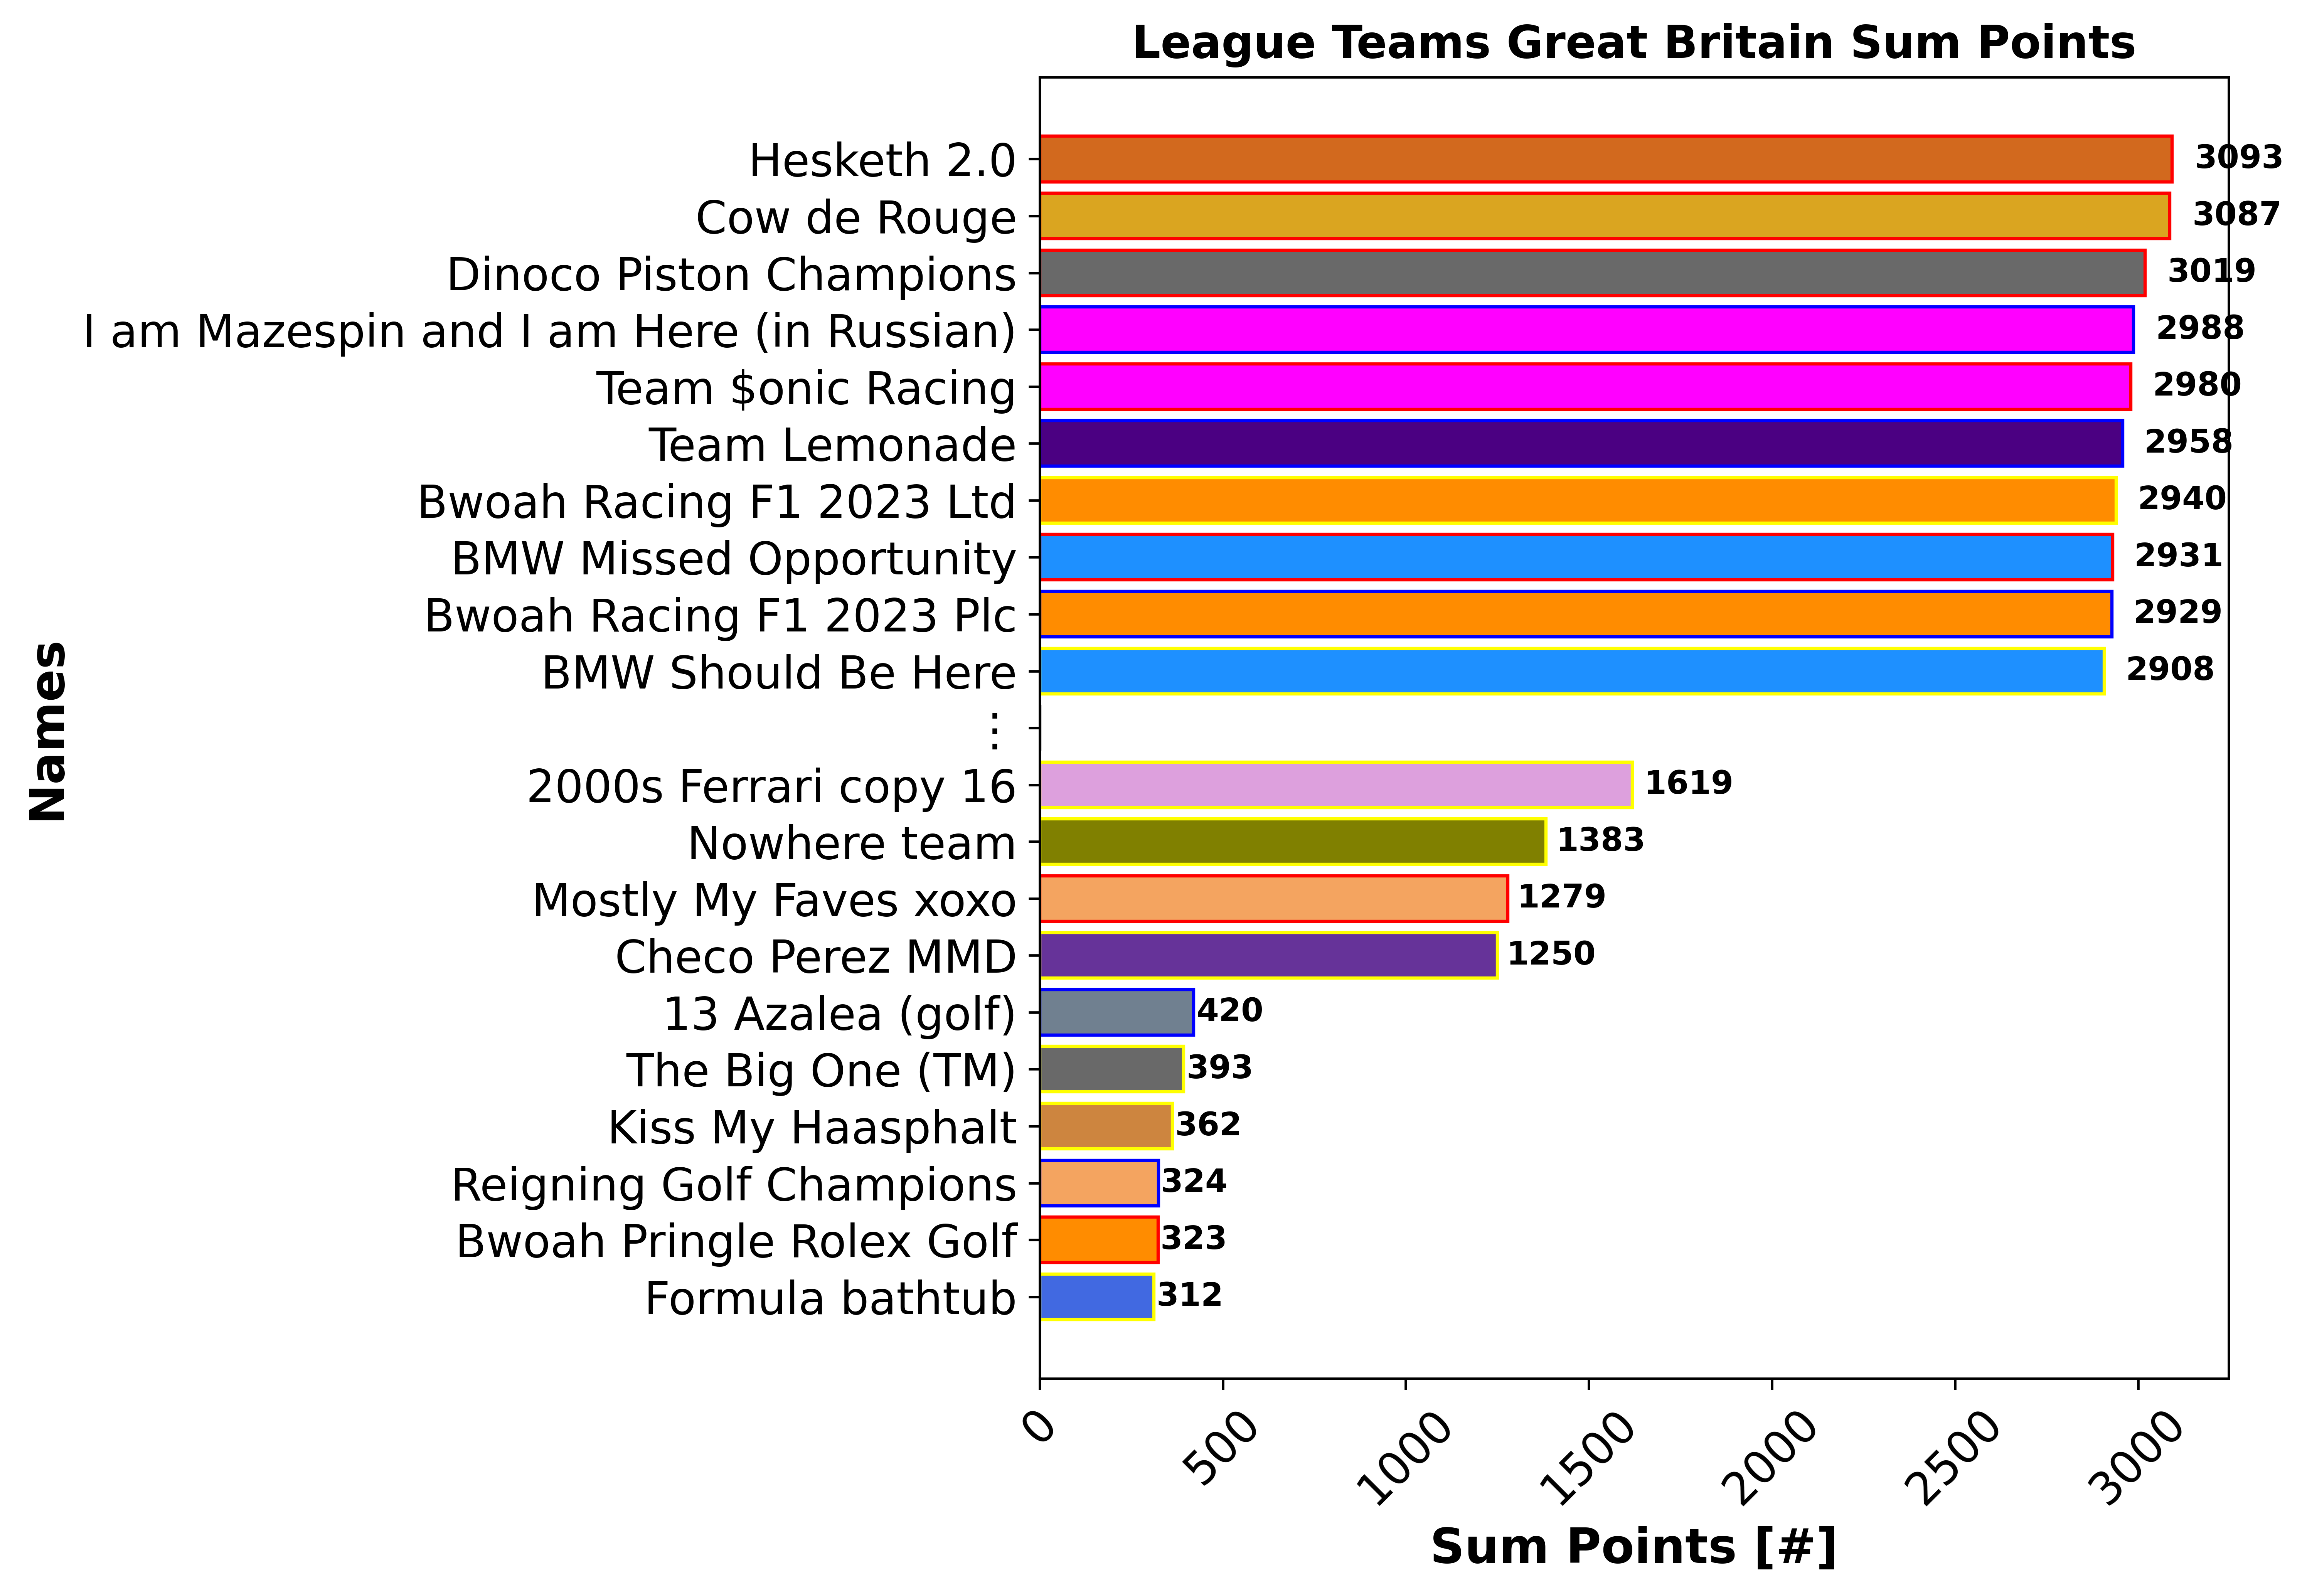 League Teams Great Britain Sum Points
Hesketh 2.0 3093
Cow de Rouge 3087
Dinoco Piston Champions 3019
I am Mazespin and I am Here (in Russian) 2988
Team $onic Racing 2980
Team Lemonade 2958
Bwoah Racing F1 2023 Ltd 2940
BMW Missed Opportunity 2931
Bwoah Racing F1 2023 Plc 2929
BMW Should Be Here 2908
⋮
2000s Ferrari copy 16 1619
Nowhere team 1383
Mostly My Faves xoxo 1279
Checo Perez MMD 1250
13 Azalea (golf) 420
The Big One (TM) 393
Kiss My Haasphalt 362
Reigning Golf Champions 324
Bwoah Pringle Rolex Golf 323
Formula bathtub 312
Names
0 500 1000 1500 2000 2500 3000
Sum Points [#]